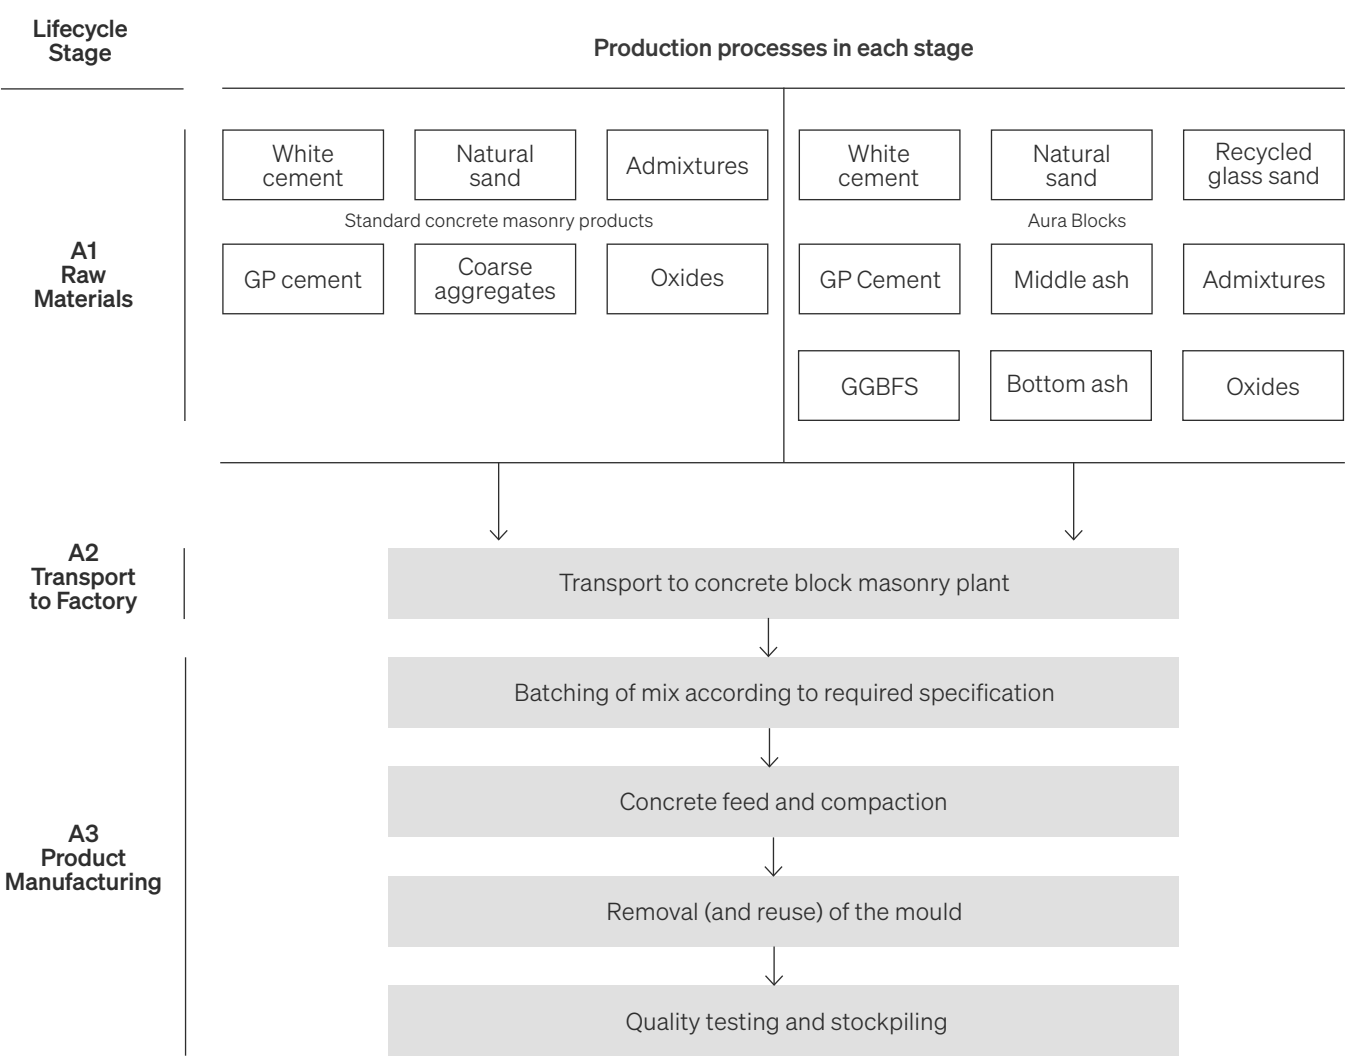 Lifecycle
Stage
Production processes in each stage
A1
Raw
Materials
White
cement
Natural
sand
Admixtures
Standard concrete masonry products
GP cement
Coarse
aggregates
Oxides
White
cement
Natural
sand
Recycled
glass sand
Aura Blocks
GP Cement
Middle ash
Admixtures
GGBFS
Bottom ash
Oxides
A2
Transport
to Factory
Transport to concrete block masonry plant
A3
Product
Manufacturing
Batching of mix according to required specification
Concrete feed and compaction
Removal (and reuse) of the mould
Quality testing and stockpiling